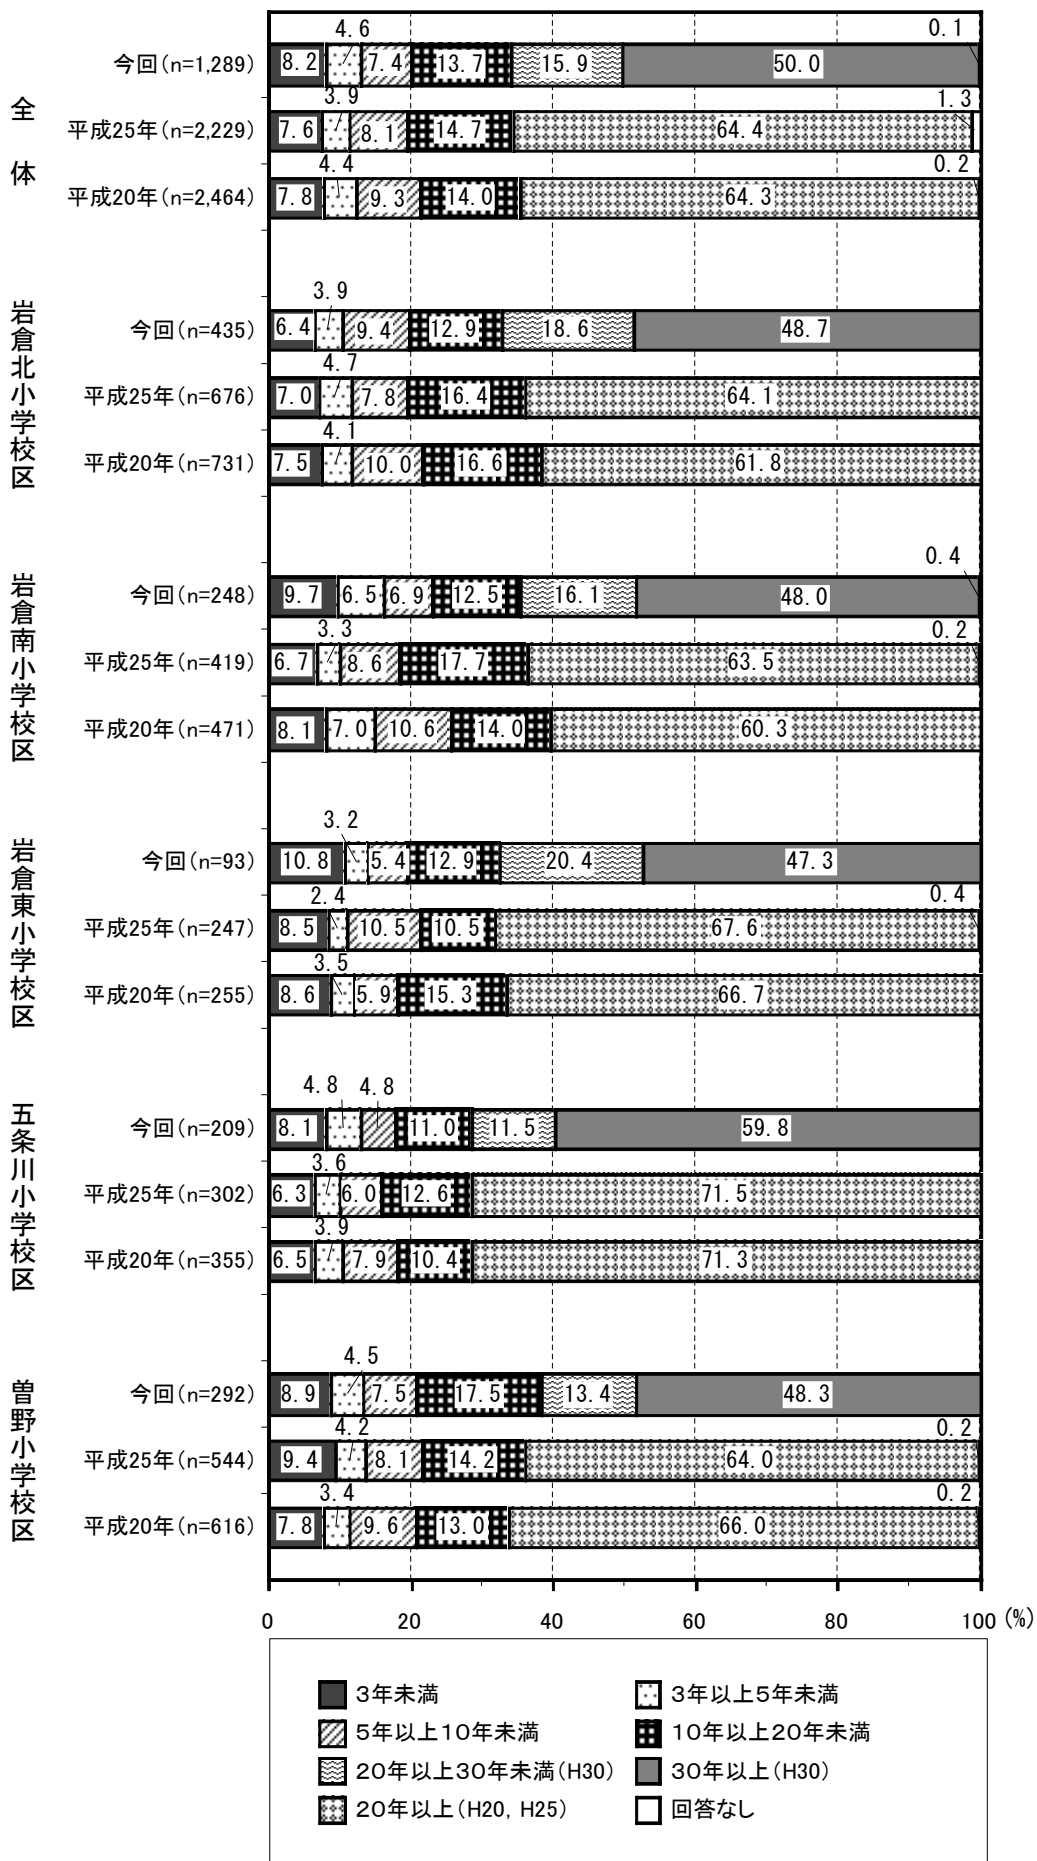 全体
4.6 0.1
今回(n=1,289) 8.2 7.4 13.7 15.9 50.0
3.9 1.3
平成25年(n=2,229) 7.6 8.1 14.7 64.4
4.4 0.2
平成20年(n=2,464) 7.8 9.3 14.0 64.3
岩倉北小学校区
3.9
今回(n=435) 6.4 9.4 12.9 18.6 48.7
4.7
平成25年(n=676) 7.0 7.8 16.4 64.1
4.1
平成20年(n=731) 7.5 10.0 16.6 61.8
岩倉南小学校区
0.4
今回(n=248) 9.7 6.5 6.9 12.5 16.1 48.0
3.3 0.2
平成25年(n=419) 6.7 8.6 17.7 63.5
平成20年(n=471) 8.1 7.0 10.6 14.0 60.3
岩倉東小学校区
3.2
今回(n=93) 10.8 5.4 12.9 20.4 47.3
2.4 0.4
平成25年(n=247) 8.5 10.5 10.5 67.6
3.5
平成20年(n=255) 8.6 5.9 15.3 66.7
五条川小学校区
4.8 4.8
今回(n=209) 8.1 11.0 11.5 59.8
3.6
平成25年(n=302) 6.3 6.0 12.6 71.5
3.9
平成20年(n=355) 6.5 7.9 10.4 71.3
曽野小学校区
4.5
今回(n=292) 8.9 7.5 17.5 13.4 48.3
4.2 0.2
平成25年(n=544) 9.4 8.1 14.2 64.0
3.4 0.2
平成20年(n=616) 7.8 9.6 13.0 66.0
0 20 40 60 80 100 (%)
3年未満 3年以上5年未満
5年以上10年未満 10年以上20年未満
20年以上30年未満(H30) 30年以上(H30)
20年以上(H20, H25) 回答なし